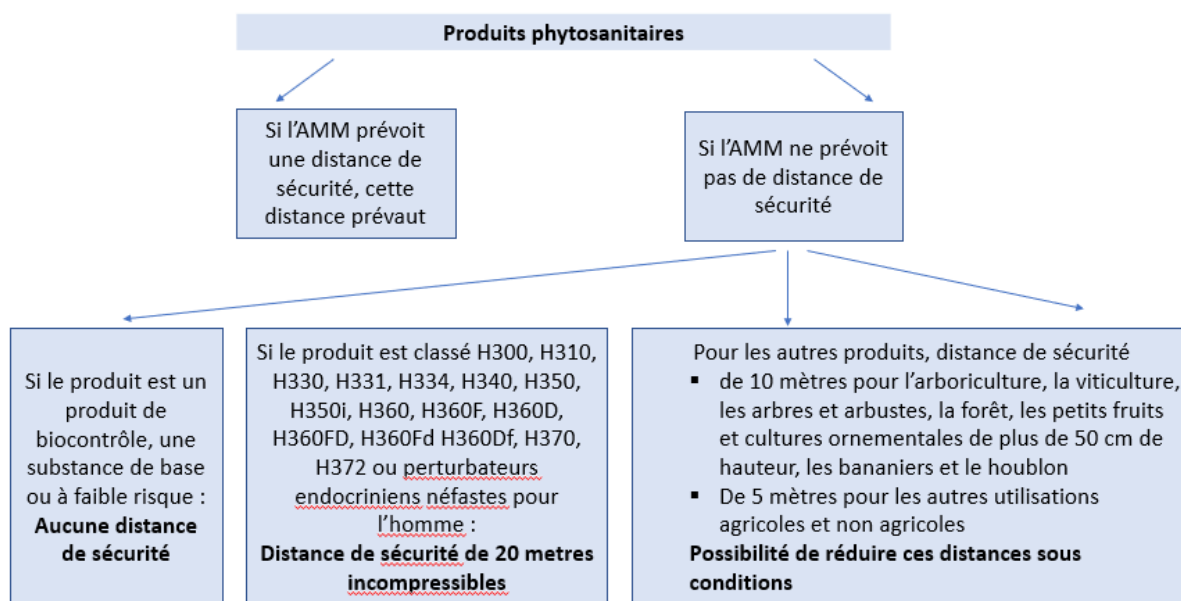 Produits phytosanitaires
Si l’AMM prévoit
une distance de
sécurité, cette
distance prévaut
Si l’AMM ne prévoit
pas de distance de
sécurité
Si le produit est un
produit de
biocontrôle, une
substance de base
ou à faible risque :
Aucune distance
de sécurité
Si le produit est classé H300, H310,
H330, H331, H334, H340, H350,
H350i, H360, H360F, H360D,
H360FD, H360Fd H360Df, H370,
H372 ou perturbateurs
endocriniens néfastes pour
l’homme :
Distance de sécurité de 20 metres
incompressibles
Pour les autres produits, distance de sécurité
▪ de 10 mètres pour l’arboriculture, la viticulture,
les arbres et arbustes, la forêt, les petits fruits
et cultures ornementales de plus de 50 cm de
hauteur, les bananiers et le houblon
▪ De 5 mètres pour les autres utilisations
agricoles et non agricoles
Possibilité de réduire ces distances sous
conditions